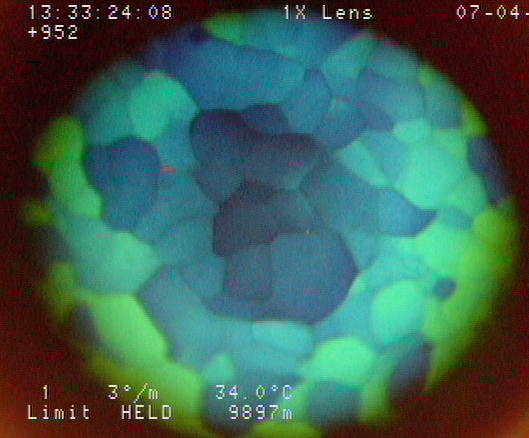 13:33:24:08 1X Lens 07-04-
+952
1 3°/m 34.0°C
Limit HELD 9897m